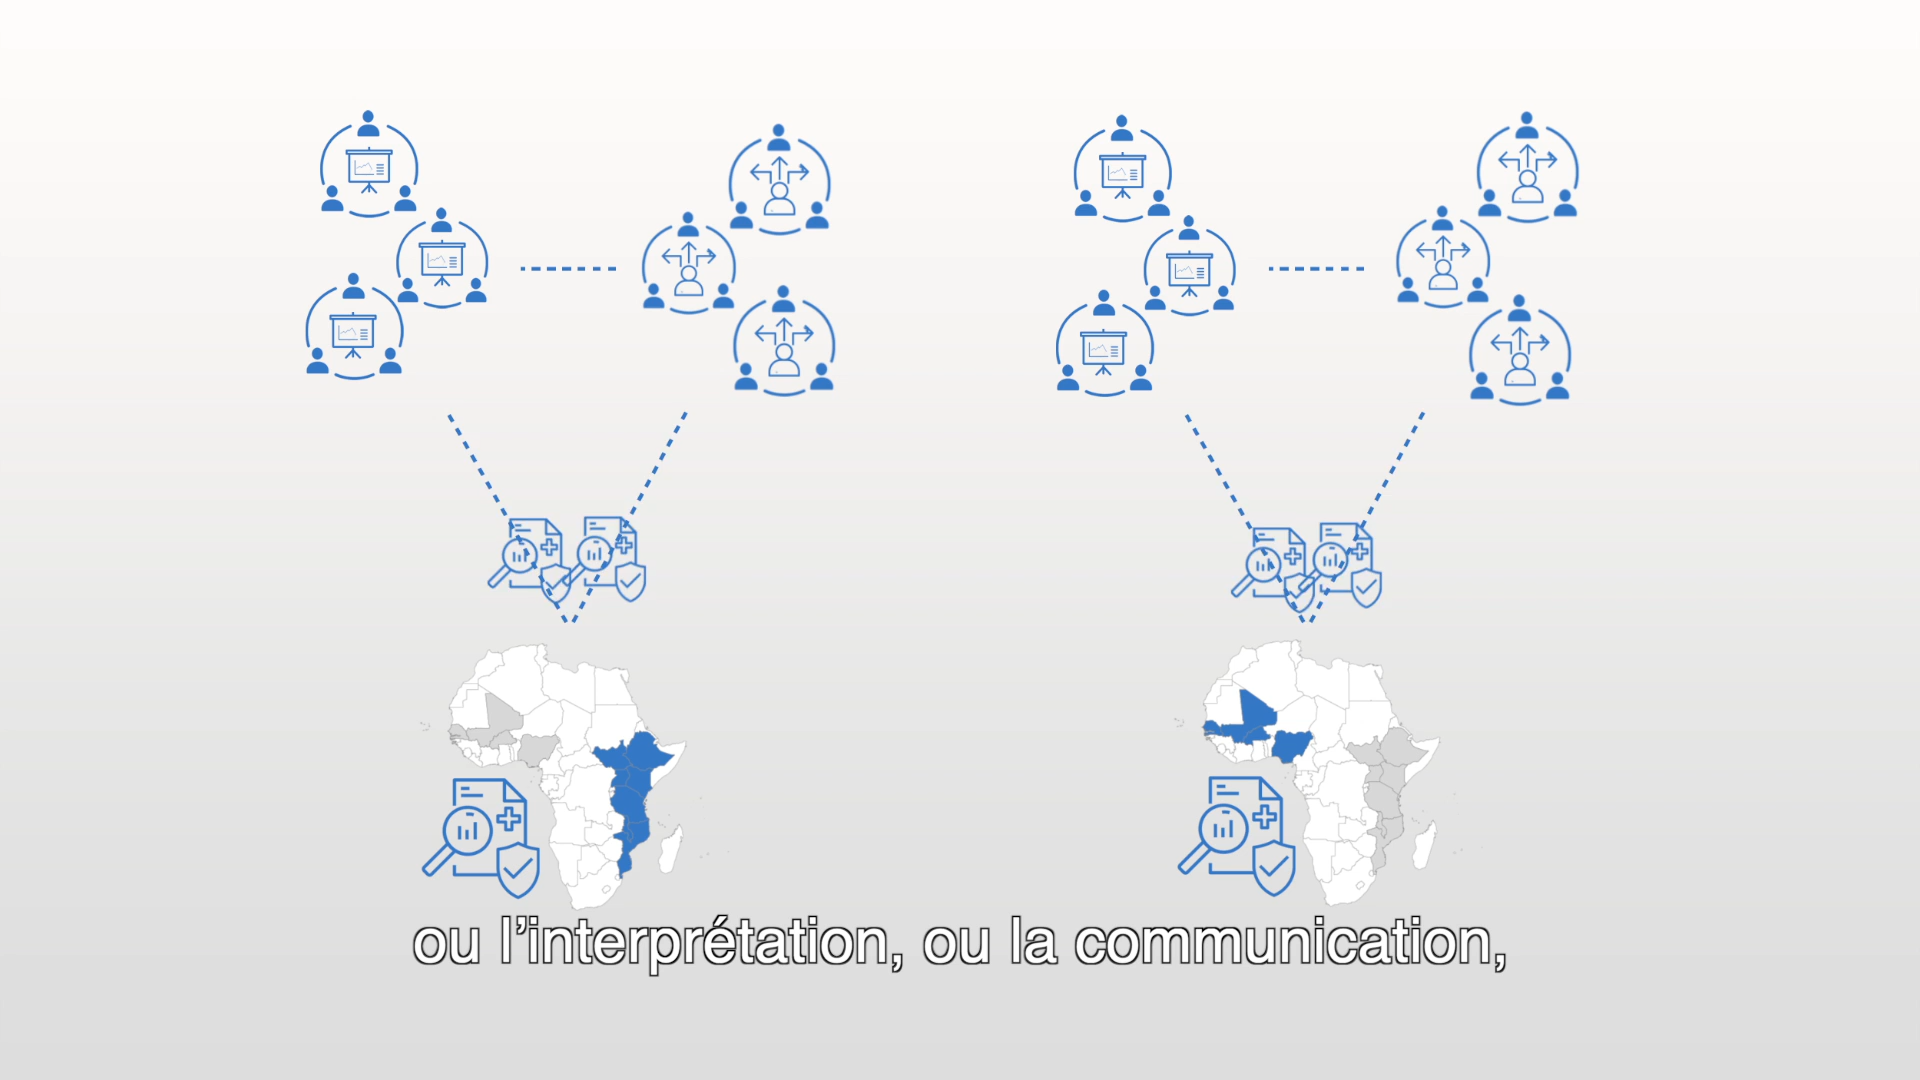 ou l’interprétation, ou la communication,